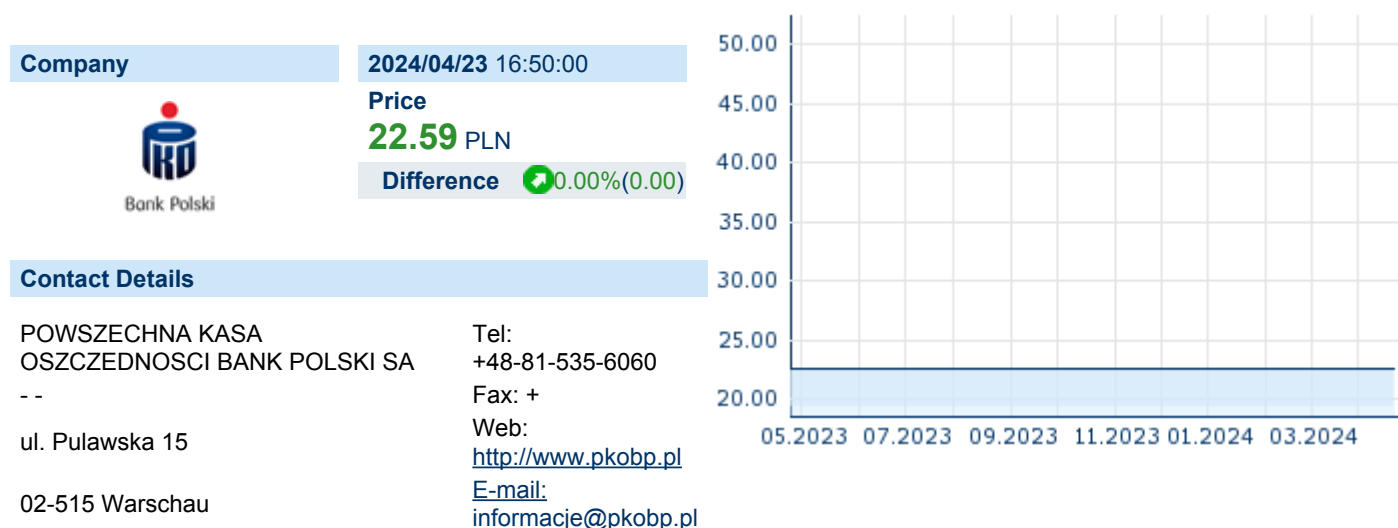 Company
2024/04/23 16:50:00
Price
22.59 PLN
Difference 0.00%(0.00)
PKO
Bank Polski
Contact Details
POWSZECHNA KASA
OSZCZEDNOSCI BANK POLSKI SA
- -
ul. Pulawska 15
02-515 Warschau
Tel:
+48-81-535-6060
Fax: +
Web:
http://www.pkobp.pl
E-mail:
informacje@pkobp.pl
50.00
45.00
40.00
35.00
30.00
25.00
20.00
05.2023 07.2023 09.2023 11.2023 01.2024 03.2024